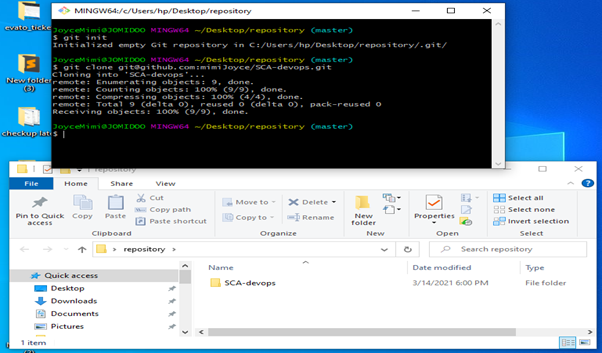 evato_ticke
New folder
(3)
checkup late
MINGW64:/c/Users/hp/Desktop/repository
JoyceMimi@JOMIDOO MINGW64 ~/Desktop/repository (master)
$ git init
Initialized empty Git repository in C:/Users/hp/Desktop/repository/.git/
JoyceMimi@JOMIDOO MINGW64 ~/Desktop/repository (master)
$ git clone git@github.com:mimiJoyce/SCA-devops.git
Cloning into 'SCA-devops'...
remote: Enumerating objects: 9, done.
remote: Counting objects: 100% (9/9), done.
remote: Compressing objects: 100% (4/4), done.
remote: Total 9 (delta 0), reused 0 (delta 0), pack-reused 0
Receiving objects: 100% (9/9), done.
JoyceMimi@JOMIDOO MINGW64 ~/Desktop/repository (master)
$
repository
File Home Share View
Pin to Quick access
Copy
Paste
Cut
Copy path
Paste shortcut
Clipboard
Move to
Copy to
Delete
Rename
Organize
New folder
New
Properties
Open
Select all
Select none
Invert selection
Select
repository
Search repository
Quick access
Desktop
Downloads
Documents
Pictures
Name Date modified Type
SCA-devops 3/14/2021 6:00 PM File folder
1 item